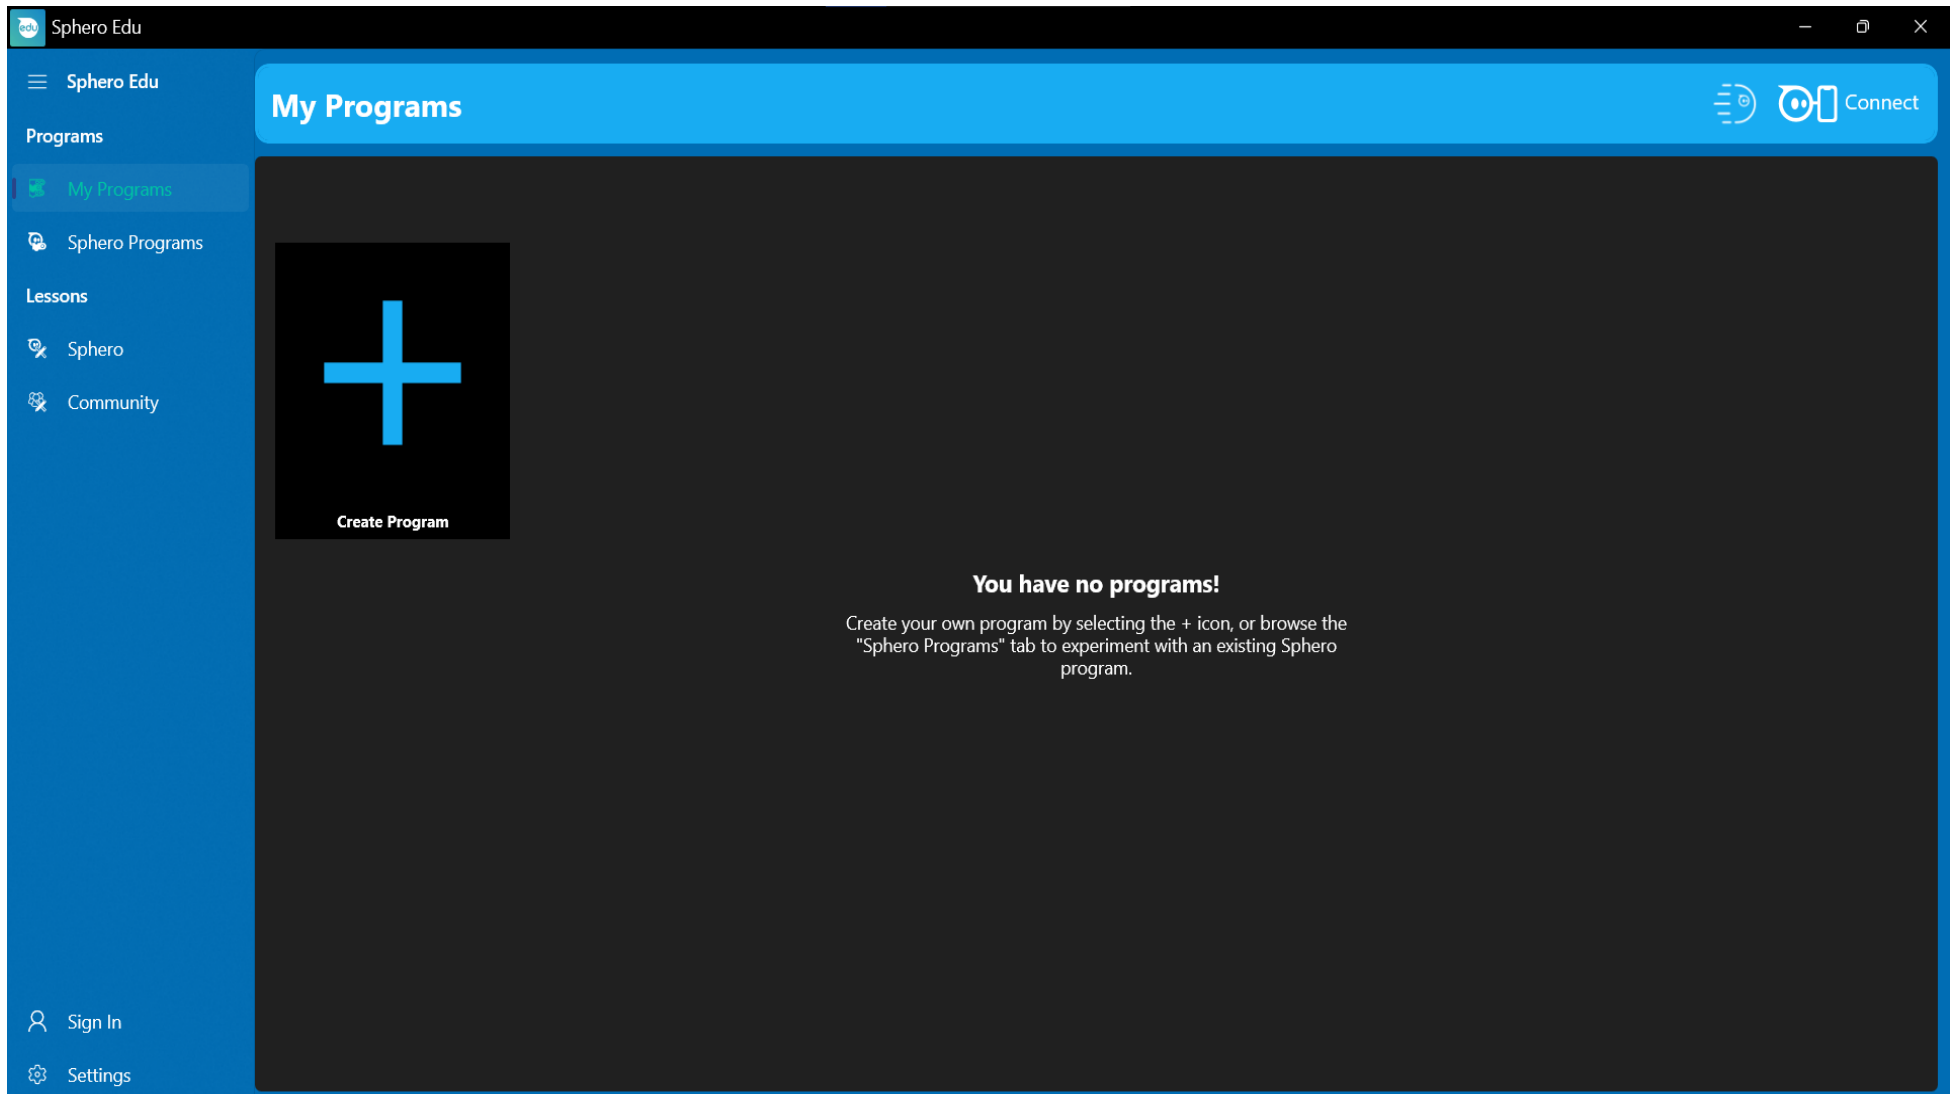 edu Sphero Edu
Sphero Edu
Programs
My Programs
Sphero Programs
Lessons
Sphero
Community
Sign In
Settings
My Programs
Connect
Create Program
You have no programs!
Create your own program by selecting the + icon, or browse the
"Sphero Programs" tab to experiment with an existing Sphero
program.